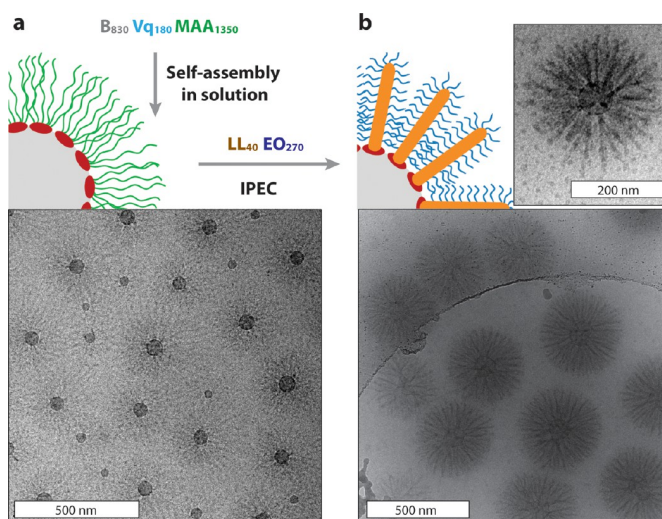 a
B₈₃₀ Vq₁₈₀ MAA₁₃₅₀
Self-assembly
in solution
LL₄₀ EO₂₇₀
IPEC
b
200 nm
500 nm
500 nm